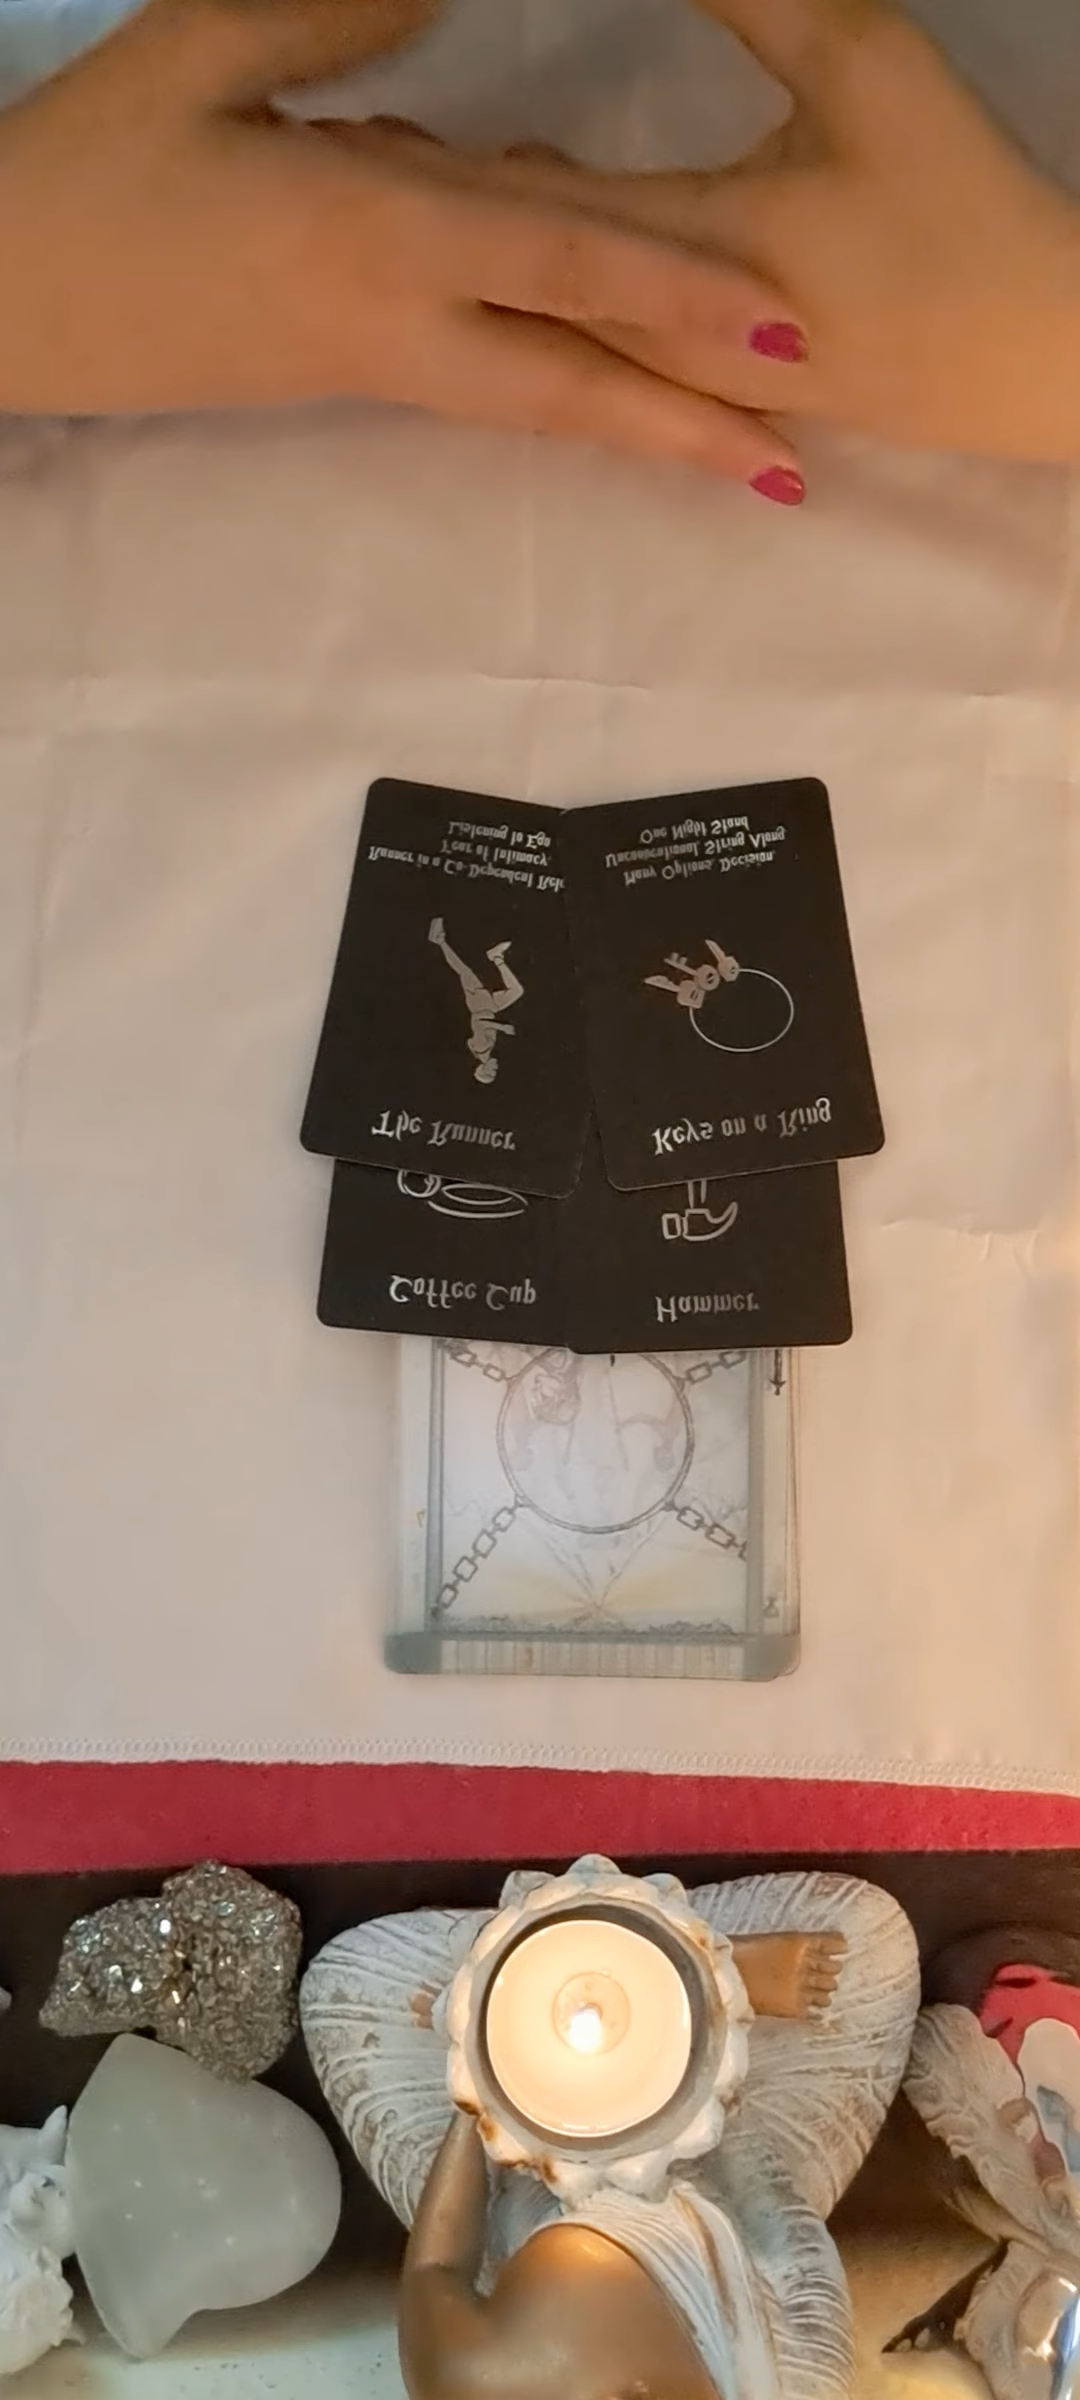 Coffee Cup
Hammer
The Runner
Runner in a Co-Dependent
Fear of Intimacy.
Listening to Ego
Keys on a Ring
Many Options. Decision.
Unconventional. String Along.
One Night Stand